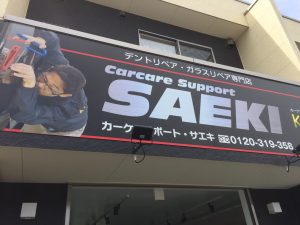 デントリペア・ガラスリペア専門店
Carcare Support
SAEKI
カーケアサポート・サエキ 0120-319-358
K